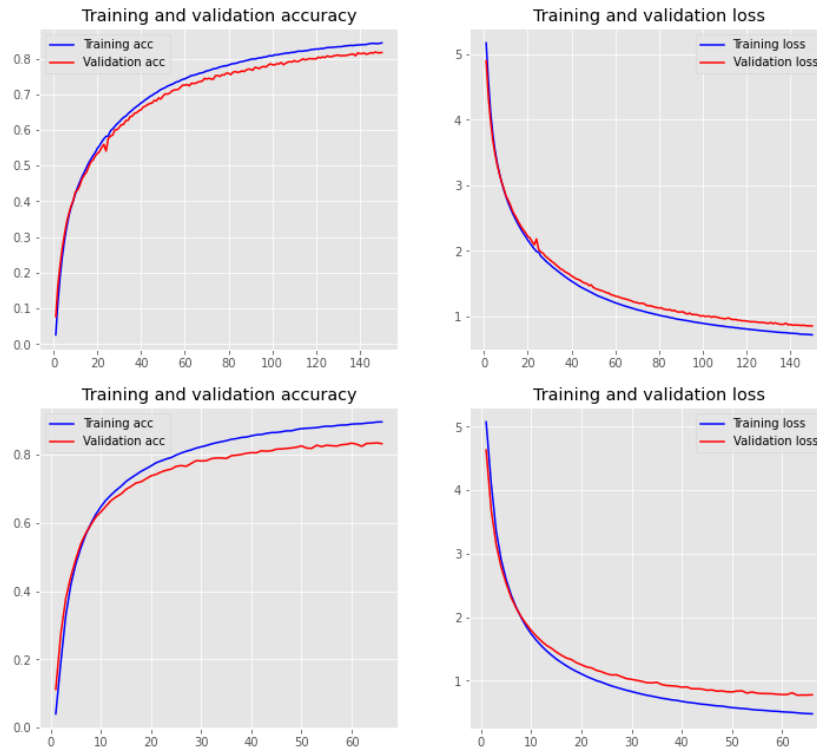 Training and validation accuracy
Training acc
Validation acc
0.8
0.7
0.6
0.5
0.4
0.3
0.2
0.1
0.0
0 20 40 60 80 100 120 140
Training and validation loss
Training loss
Validation loss
5
4
3
2
1
0 20 40 60 80 100 120 140
Training and validation accuracy
Training acc
Validation acc
0.8
0.6
0.4
0.2
0.0
0 10 20 30 40 50 60
Training and validation loss
Training loss
Validation loss
5
4
3
2
1
0 10 20 30 40 50 60